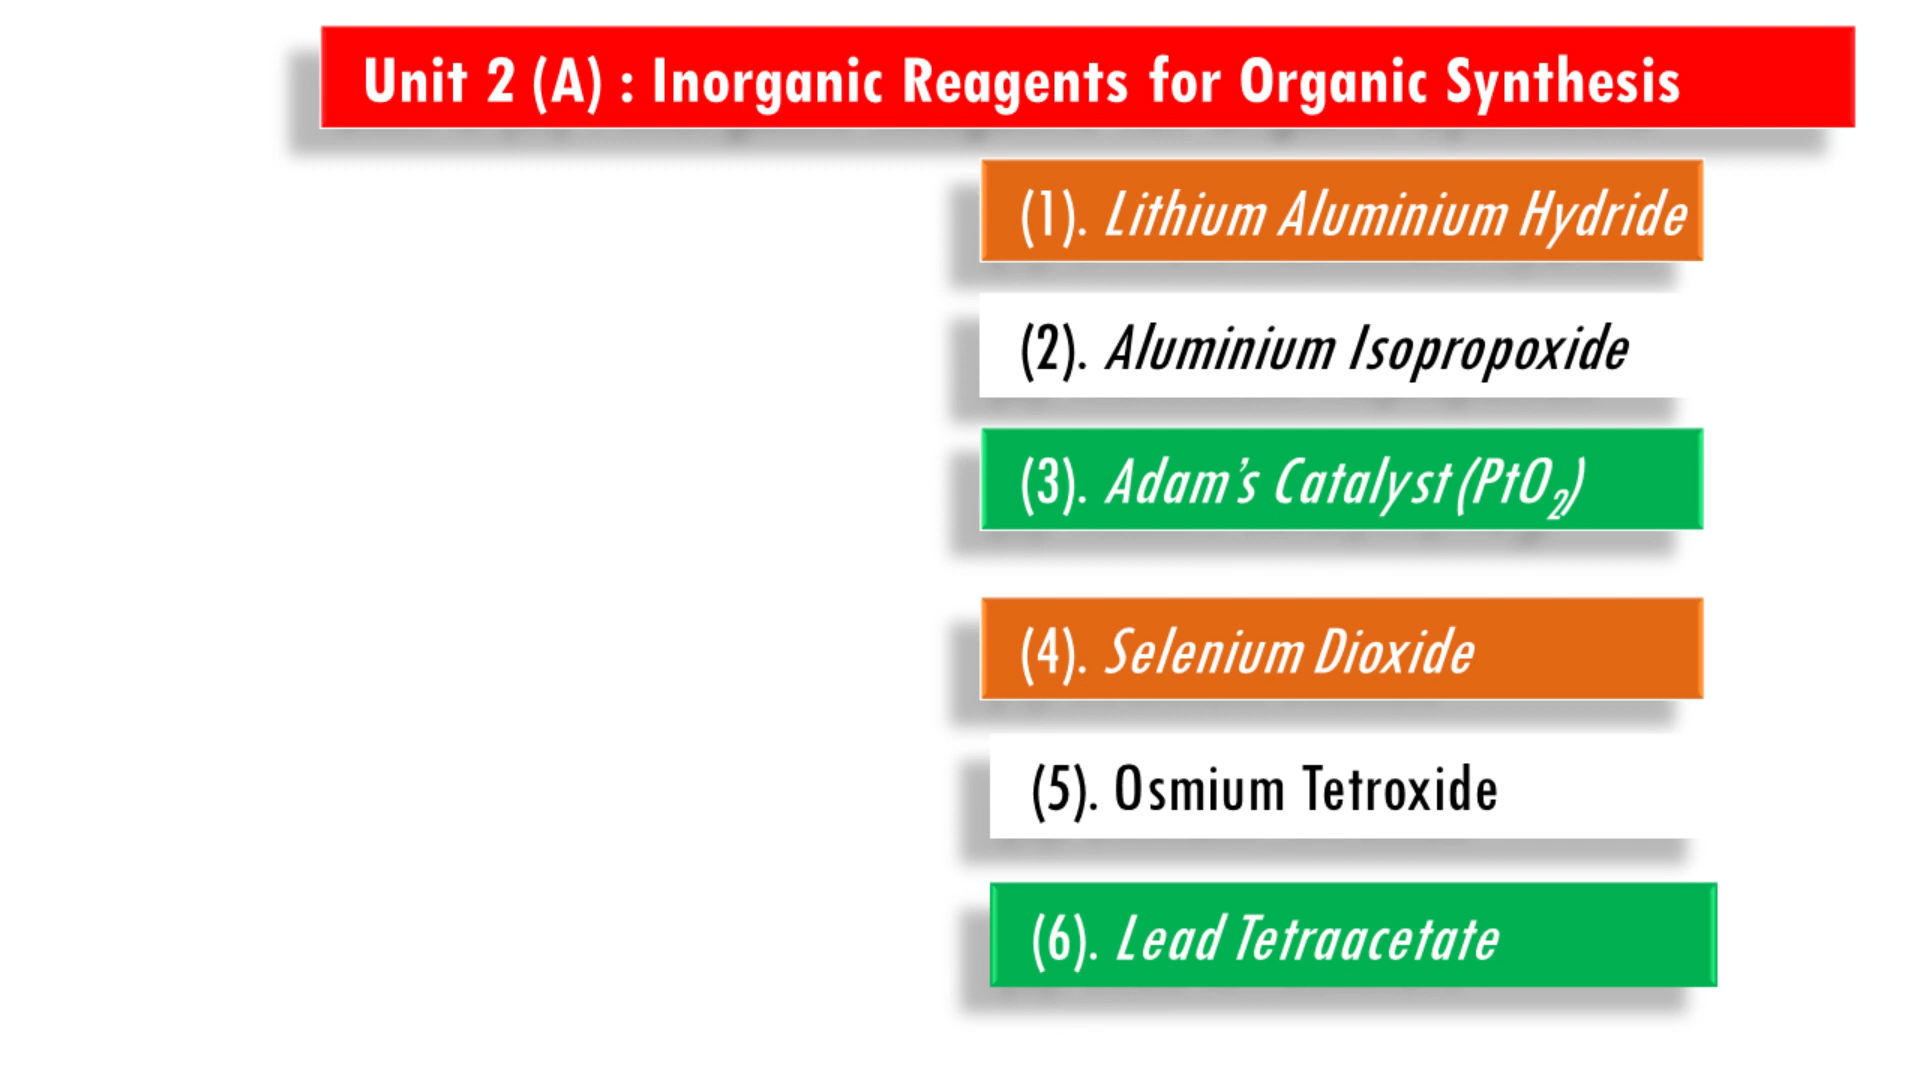 Unit 2 (A) : Inorganic Reagents for Organic Synthesis
(1). Lithium Aluminium Hydride
(2). Aluminium Isopropoxide
(3). Adam’s Catalyst (PtO₂)
(4). Selenium Dioxide
(5). Osmium Tetroxide
(6). Lead Tetraacetate